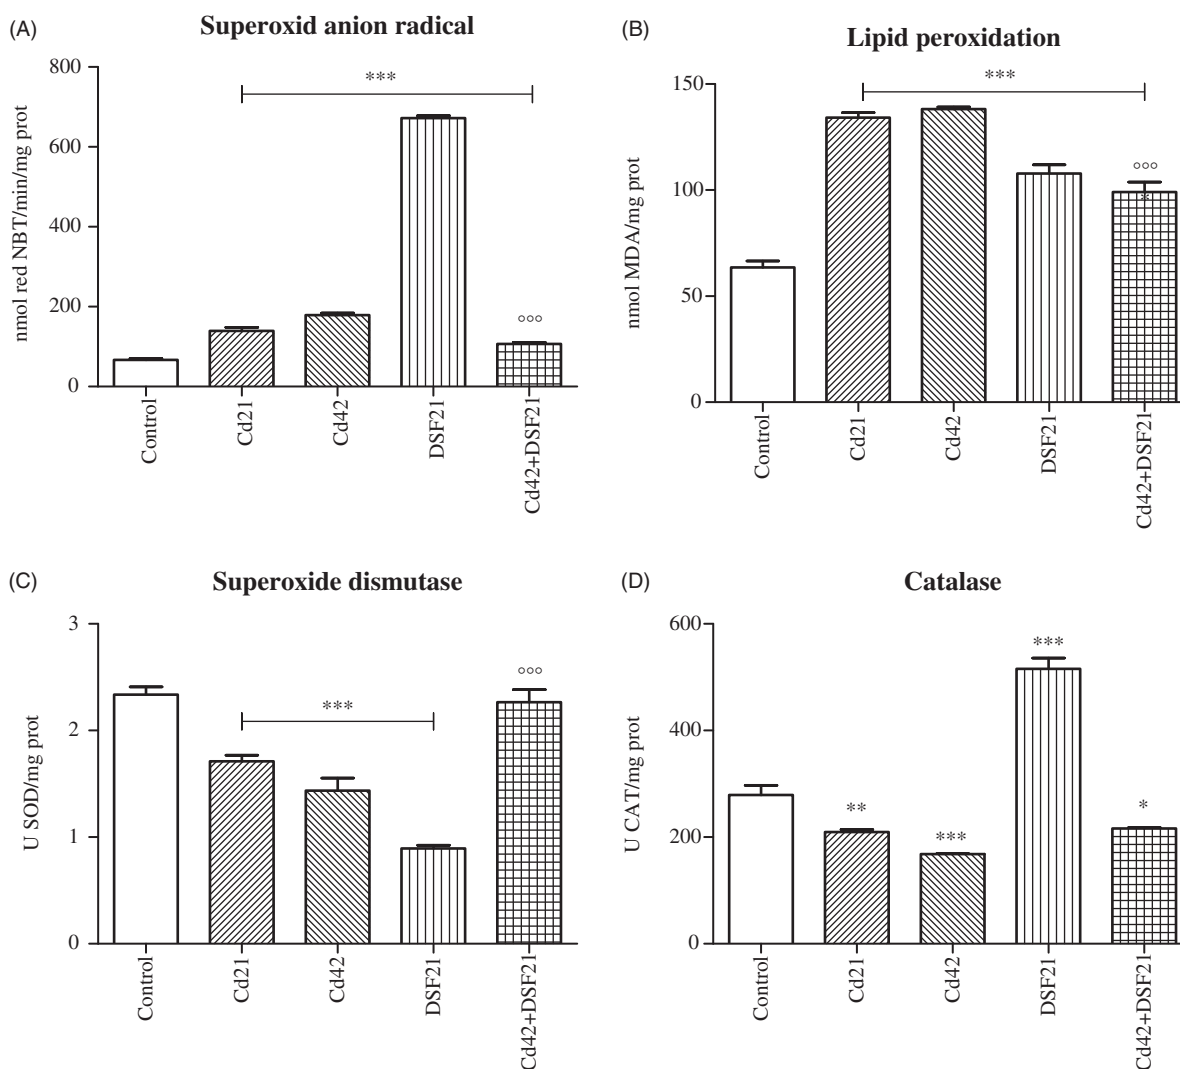 (A)
Superoxid anion radical
nmol red NBT/min/mg prot
800
600
400
200
0
***
°°°
Control
Cd21
Cd42
DSF21
Cd42+DSF21
(B)
Lipid peroxidation
nmol MDA/mg prot
150
100
50
0
***
°°°
*
Control
Cd21
Cd42
DSF21
Cd42+DSF21
(C)
Superoxide dismutase
U SOD/mg prot
3
2
1
0
***
°°°
Control
Cd21
Cd42
DSF21
Cd42+DSF21
(D)
Catalase
U CAT/mg prot
600
400
200
0
**
***
***
*
Control
Cd21
Cd42
DSF21
Cd42+DSF21